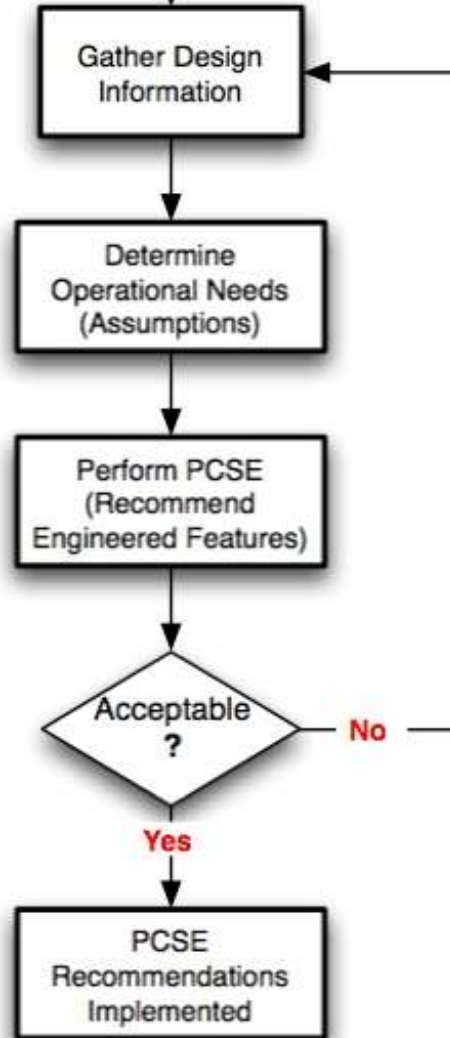 Gather Design
Information
Determine
Operational Needs
(Assumptions)
Perform PCSE
(Recommend
Engineered Features)
Acceptable
?
No
Yes
PCSE
Recommendations
Implemented